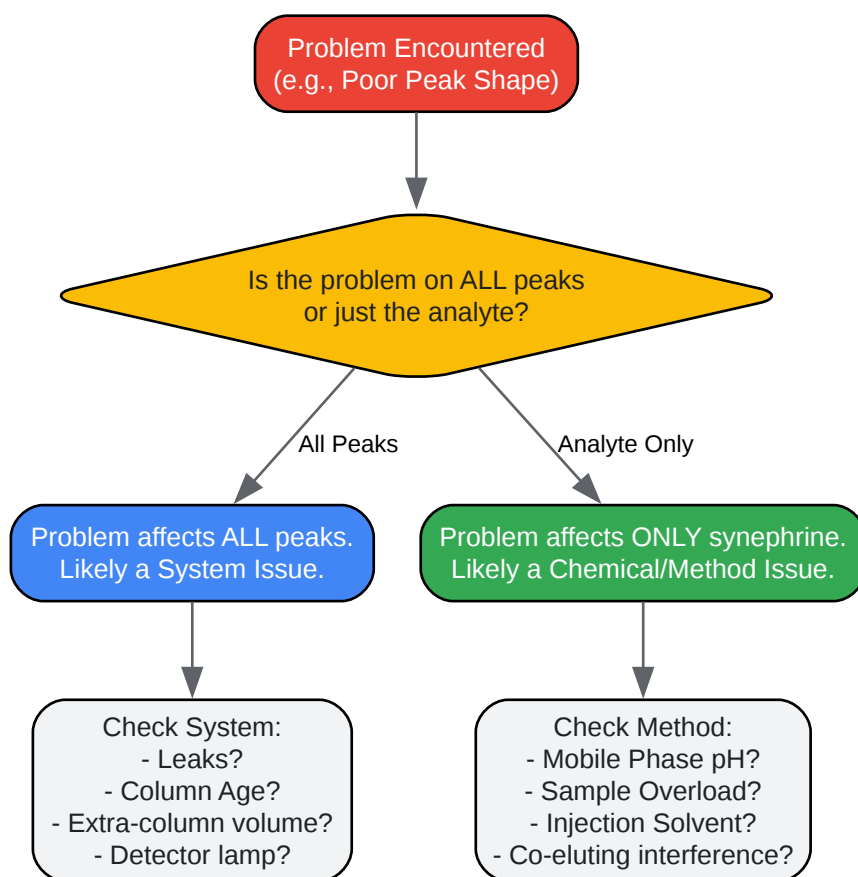 Problem Encountered
(e.g., Poor Peak Shape)
Is the problem on ALL peaks
or just the analyte?
All Peaks
Analyte Only
Problem affects ALL peaks.
Likely a System Issue.
Problem affects ONLY synephrine.
Likely a Chemical/Method Issue.
Check System:
- Leaks?
- Column Age?
- Extra-column volume?
- Detector lamp?
Check Method:
- Mobile Phase pH?
- Sample Overload?
- Injection Solvent?
- Co-eluting interference?